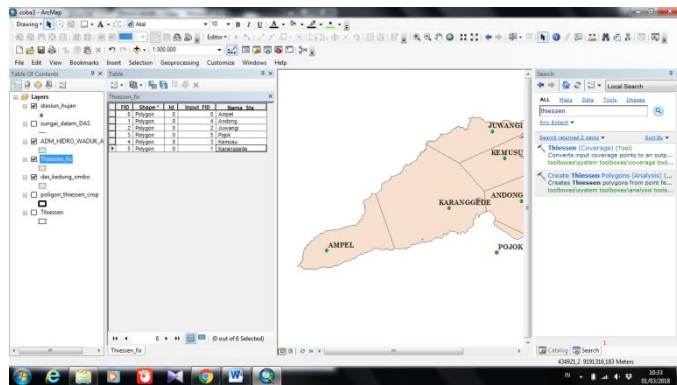 coba3 - ArcMap
Drawing
Arial
10
B I U
Editor
1:300.000
File Edit View Bookmarks Insert Selection Geoprocessing Customize Windows Help
Table Of Contents
Layers
stasiun_hujan
sungai_dalam_DAS
ADM_HIDRO_WADUK_A
Thiessen_fix
das_kedung_ombo
poligon_thiessen_crop
Thiessen
Table
Thiessen_fix
FID Shape * Id Input_FID Nama_Sta
0 Polygon 0 0 Ampel
1 Polygon 0 4 Andong
2 Polygon 0 2 Juwangi
3 Polygon 0 5 Pojok
4 Polygon 0 3 Kemusu
5 Polygon 0 1 Karanggede
6
(0 out of 6 Selected)
Thiessen_fix
JUWANGI
KEMUSU
ANDONG
KARANGGEDE
AMPEL
POJOK
Search
Local Search
ALL Maps Data Tools Images
thiessen
Any Extent
Search returned 2 items Sort By
Thiessen (Coverage) (Tool)
Converts input coverage points to an outp...
toolboxes\system toolboxes\coverage tool...
Create Thiessen Polygons (Analysis) (...
Creates Thiessen polygons from point fe...
toolboxes\system toolboxes\analysis tools...
1
Catalog Search
434921,2 9191316,183 Meters
IN
10:33
01/03/2018